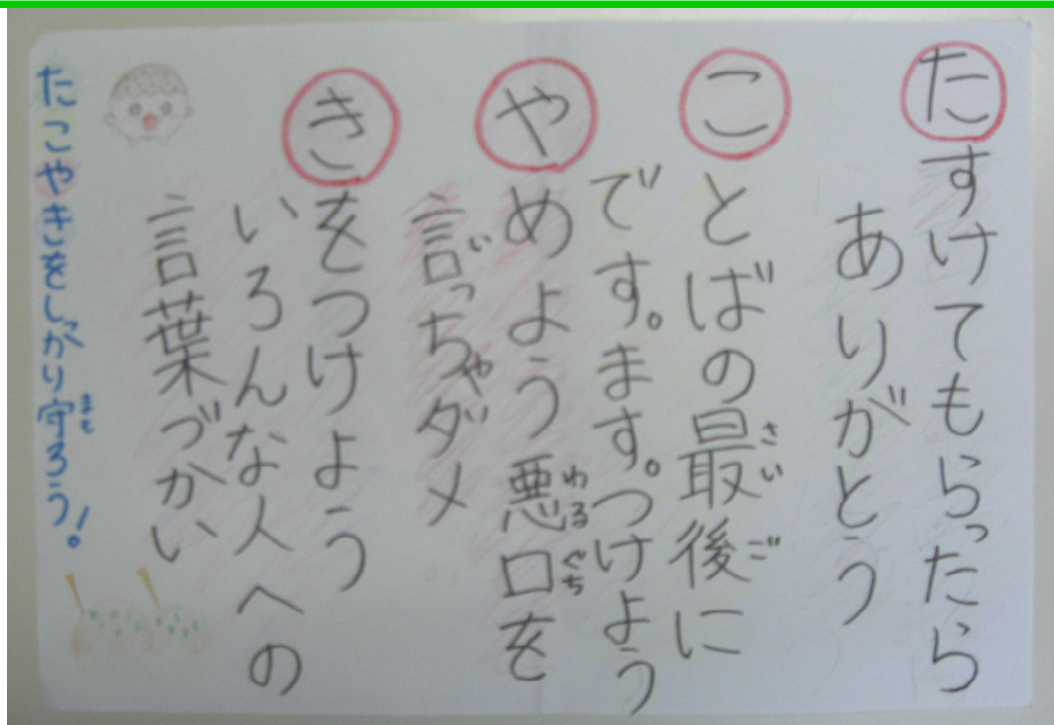 たすけてもらったら
ありがとう
ことばの最後に
です。ます。つけよう
やめよう悪口を
言っちゃダメ
きをつけよう
いろんな人への
言葉づかい
たこやきをしっかり守ろう！